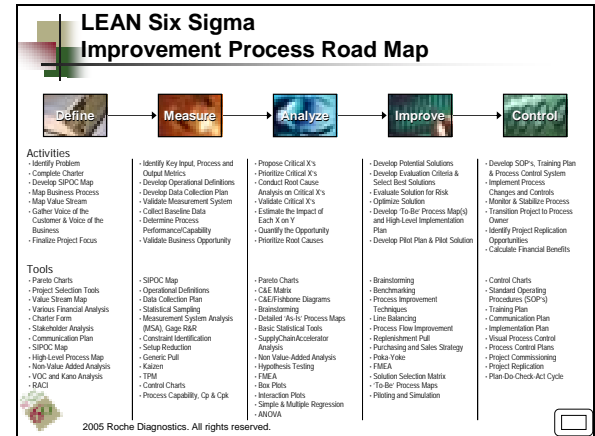 LEAN Six Sigma
Improvement Process Road Map
Define
Measure
Analyze
Improve
Control
Activities
· Identify Problem
· Complete Charter
· Develop SIPOC Map
· Map Business Process
· Map Value Stream
· Gather Voice of the
Customer & Voice of the
Business
· Finalize Project Focus
· Identify Key Input, Process and
Output Metrics
· Develop Operational Definitions
· Develop Data Collection Plan
· Validate Measurement System
· Collect Baseline Data
· Determine Process
Performance/Capability
· Validate Business Opportunity
· Propose Critical X's
· Prioritize Critical X's
· Conduct Root Cause
Analysis on Critical X's
· Validate Critical X's
· Estimate the Impact of
Each X on Y
· Quantify the Opportunity
· Prioritize Root Causes
· Develop Potential Solutions
· Develop Evaluation Criteria &
Select Best Solutions
· Evaluate Solution for Risk
· Optimize Solution
· Develop 'To-Be' Process Map(s)
and High-Level Implementation
Plan
· Develop Pilot Plan & Pilot Solution
· Develop SOP's, Training Plan
& Process Control System
· Implement Process
Changes and Controls
· Monitor & Stabilize Process
· Transition Project to Process
Owner
· Identify Project Replication
Opportunities
· Calculate Financial Benefits
Tools
· Pareto Charts
· Project Selection Tools
· Value Stream Map
· Various Financial Analysis
· Charter Form
· Stakeholder Analysis
· Communication Plan
· SIPOC Map
· High-Level Process Map
· Non-Value Added Analysis
· VOC and Kano Analysis
· RACI
· SIPOC Map
· Operational Definitions
· Data Collection Plan
· Statistical Sampling
· Measurement System Analysis
(MSA), Gage R&R
· Constraint Identification
· Setup Reduction
· Generic Pull
· Kaizen
· TPM
· Control Charts
· Process Capability, Cp & Cpk
· Pareto Charts
· C&E Matrix
· C&E/Fishbone Diagrams
· Brainstorming
· Detailed 'As-Is' Process Maps
· Basic Statistical Tools
· SupplyChainAccelerator
Analysis
· Non Value-Added Analysis
· Hypothesis Testing
· FMEA
· Box Plots
· Interaction Plots
· Simple & Multiple Regression
· ANOVA
· Brainstorming
· Benchmarking
· Process Improvement
Techniques
· Line Balancing
· Process Flow Improvement
· Replenishment Pull
· Purchasing and Sales Strategy
· Poka-Yoke
· FMEA
· Solution Selection Matrix
· 'To-Be' Process Maps
· Piloting and Simulation
· Control Charts
· Standard Operating
Procedures (SOP's)
· Training Plan
· Communication Plan
· Implementation Plan
· Visual Process Control
· Process Control Plans
· Project Commissioning
· Project Replication
· Plan-Do-Check-Act Cycle
2005 Roche Diagnostics. All rights reserved.